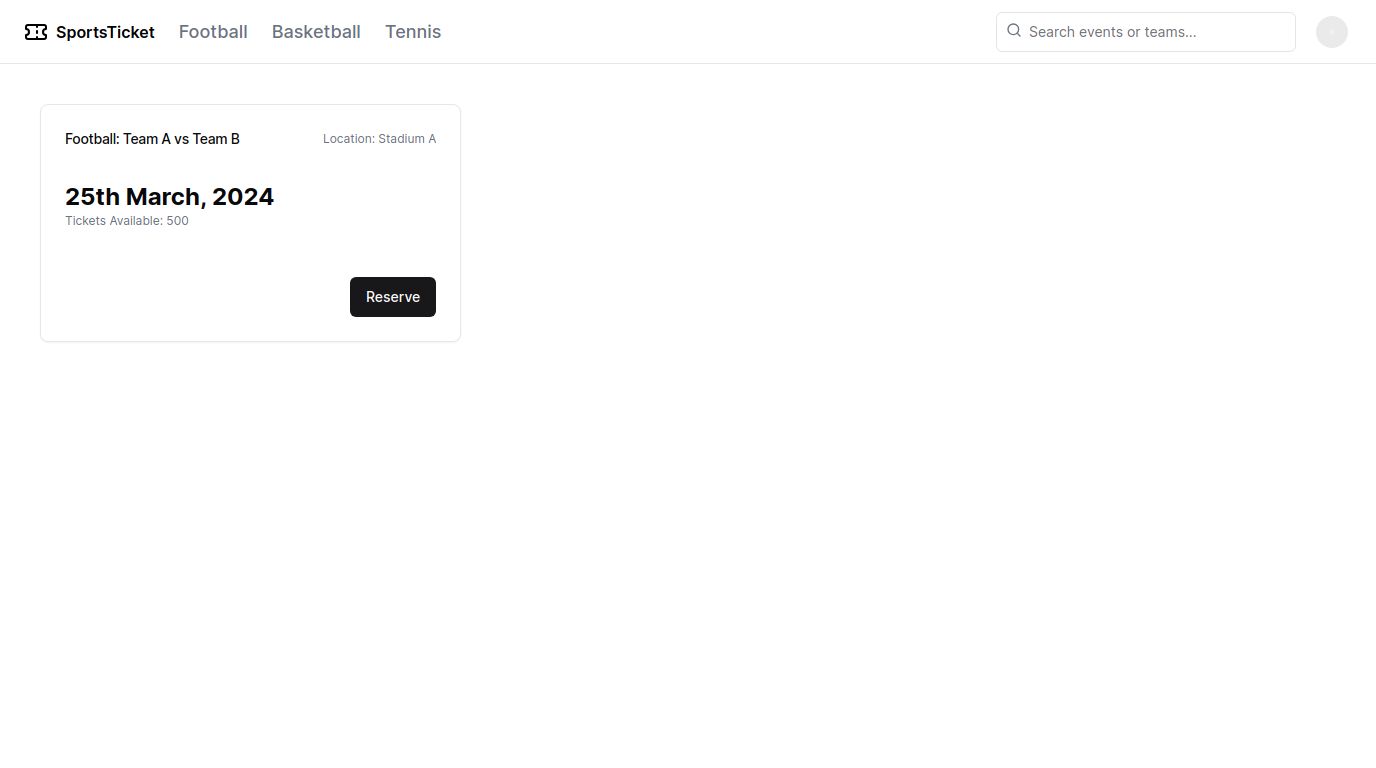 SportsTicket Football Basketball Tennis Search events or teams...
Football: Team A vs Team B Location: Stadium A
25th March, 2024
Tickets Available: 500
Reserve